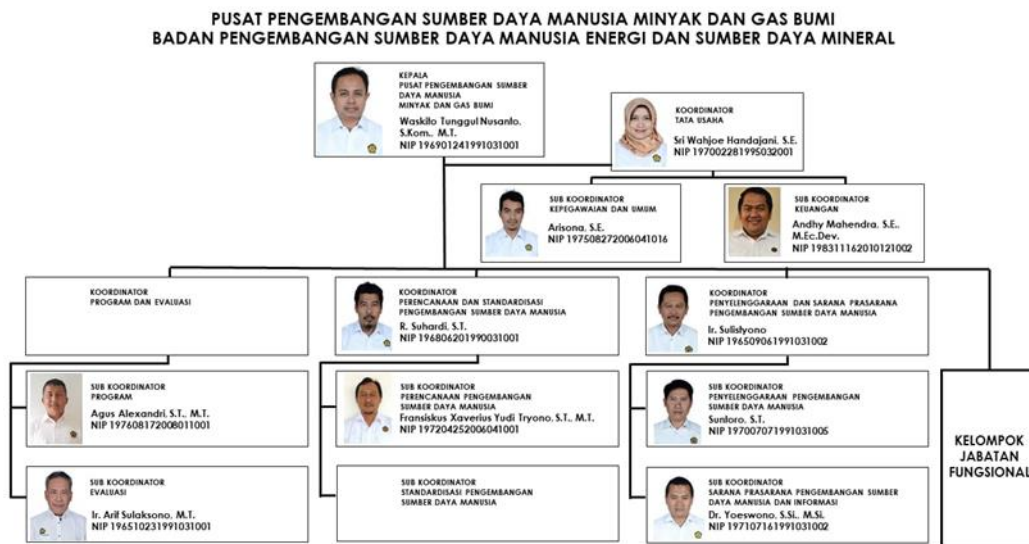 PUSAT PENGEMBANGAN SUMBER DAYA MANUSIA MINYAK DAN GAS BUMI
BADAN PENGEMBANGAN SUMBER DAYA MANUSIA ENERGI DAN SUMBER DAYA MINERAL
KEPALA
PUSAT PENGEMBANGAN SUMBER
DAYA MANUSIA
MINYAK DAN GAS BUMI
Waskito Tunggul Nusanto,
S.Kom., M.T.
NIP 196901241991031001
KOORDINATOR
TATA USAHA
Sri Wahjoe Handajani, S.E.
NIP 197002281995032001
SUB KOORDINATOR
KEPEGAWAIAN DAN UMUM
Arisona, S.E.
NIP 197508272006041016
SUB KOORDINATOR
KEUANGAN
Andhy Mahendra, S.E.,
M.Ec.Dev.
NIP 198311162010121002
KOORDINATOR
PROGRAM DAN EVALUASI
KOORDINATOR
PERENCANAAN DAN STANDARDISASI
PENGEMBANGAN SUMBER DAYA MANUSIA
R. Suhardi, S.T.
NIP 196806201990031001
KOORDINATOR
PENYELENGGARAAN DAN SARANA PRASARANA
PENGEMBANGAN SUMBER DAYA MANUSIA
Ir. Sulistyono
NIP 196509061991031002
SUB KOORDINATOR
PROGRAM
Agus Alexandri, S.T., M.T.
NIP 197608172008011001
SUB KOORDINATOR
PERENCANAAN PENGEMBANGAN
SUMBER DAYA MANUSIA
Fransiskus Xaverius Yudi Tryono, S.T., M.T.
NIP 197204252006041001
SUB KOORDINATOR
PENYELENGGARAAN PENGEMBANGAN
SUMBER DAYA MANUSIA
Suntoro, S.T.
NIP 197007071991031005
SUB KOORDINATOR
EVALUASI
Ir. Arif Sulaksono, M.T.
NIP 196510231991031001
SUB KOORDINATOR
STANDARDISASI PENGEMBANGAN
SUMBER DAYA MANUSIA
SUB KOORDINATOR
SARANA PRASARANA PENGEMBANGAN SUMBER
DAYA MANUSIA DAN INFORMASI
Dr. Yoeswono, S.Si., M.Si.
NIP 197107161991031002
KELOMPOK
JABATAN
FUNGSIONAL